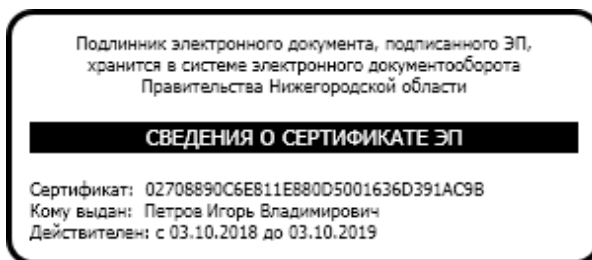 Подлинник электронного документа, подписанного ЭП,
хранится в системе электронного документооборота
Правительства Нижегородской области
СВЕДЕНИЯ О СЕРТИФИКАТЕ ЭП
Сертификат: 02708890C6E811E880D5001636D391AC9B
Кому выдан: Петров Игорь Владимирович
Действителен: с 03.10.2018 до 03.10.2019